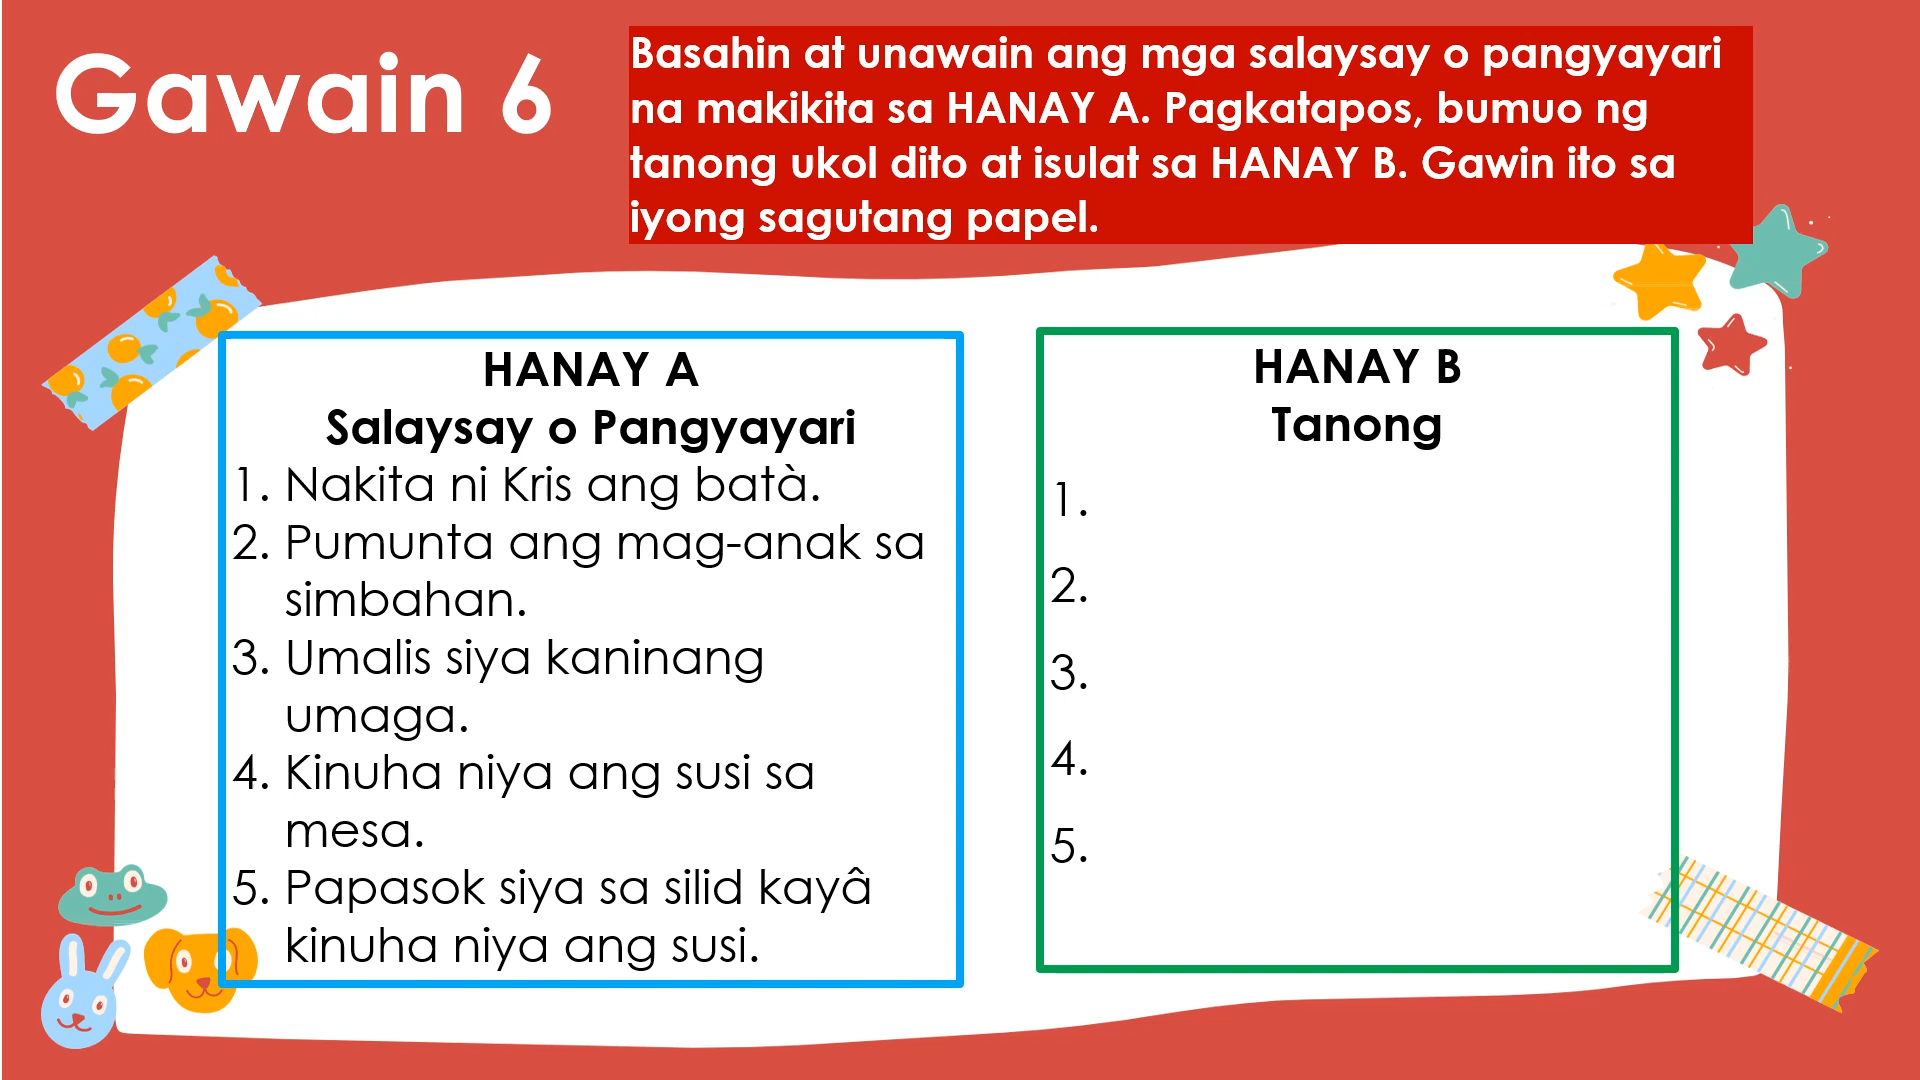 Gawain 6
Basahin at unawain ang mga salaysay o pangyayari
na makikita sa HANAY A. Pagkatapos, bumuo ng
tanong ukol dito at isulat sa HANAY B. Gawin ito sa
iyong sagutang papel.
HANAY A
Salaysay o Pangyayari
1. Nakita ni Kris ang batà.
2. Pumunta ang mag-anak sa
simbahan.
3. Umalis siya kaninang
umaga.
4. Kinuha niya ang susi sa
mesa.
5. Papasok siya sa silid kayâ
kinuha niya ang susi.
HANAY B
Tanong
1.
2.
3.
4.
5.